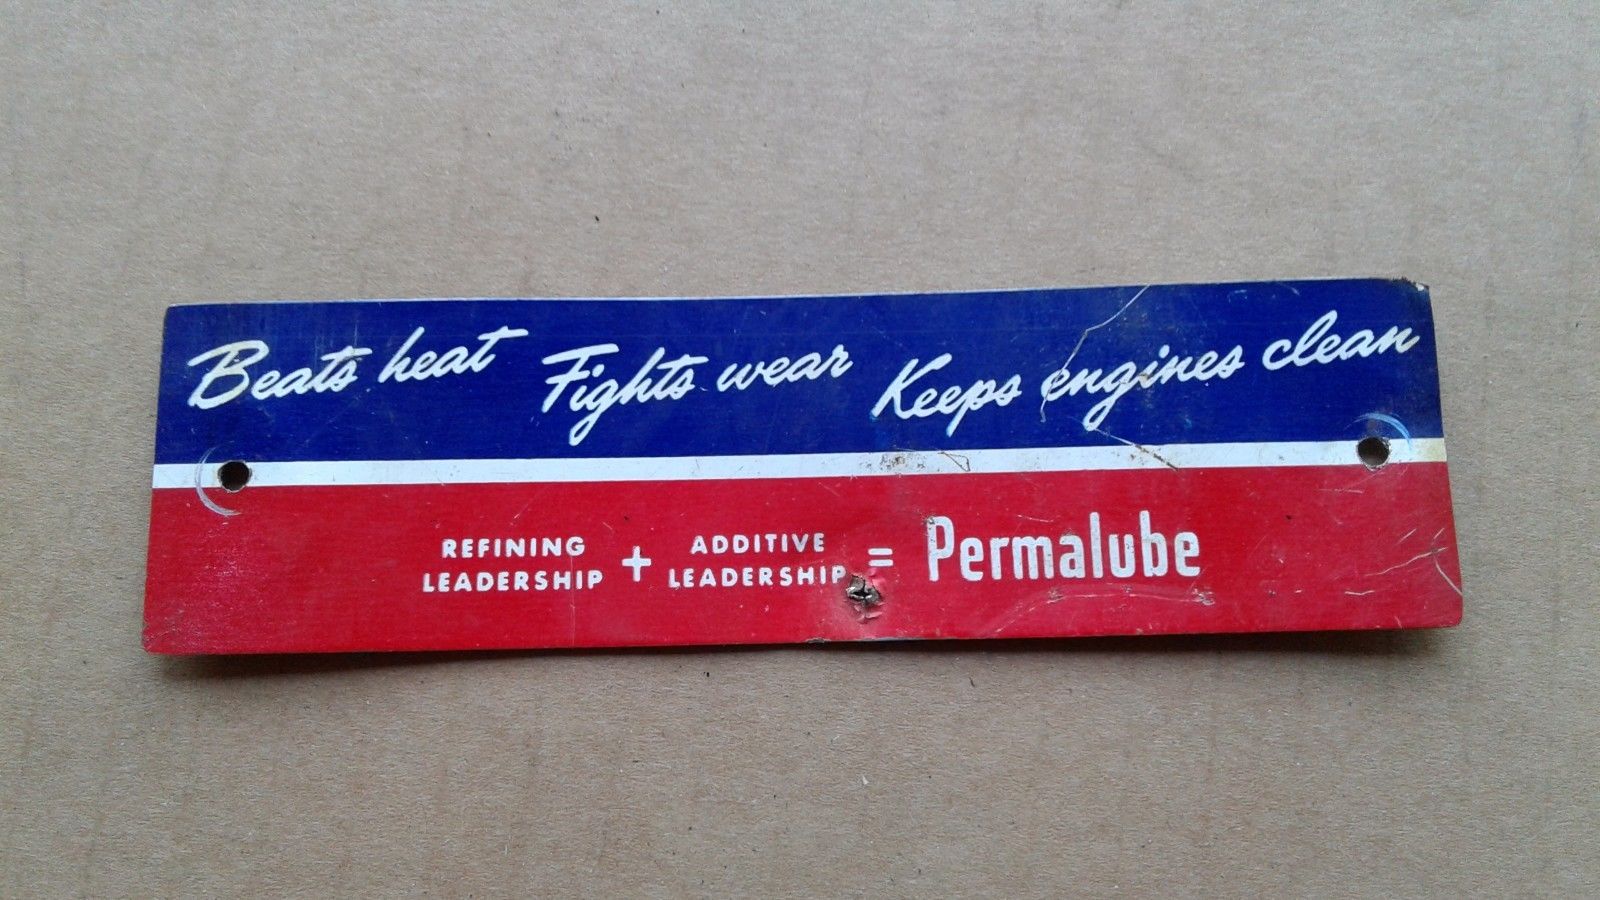 Beats heat Fights wear Keeps engines clean
REFINING LEADERSHIP + ADDITIVE LEADERSHIP = Permalube